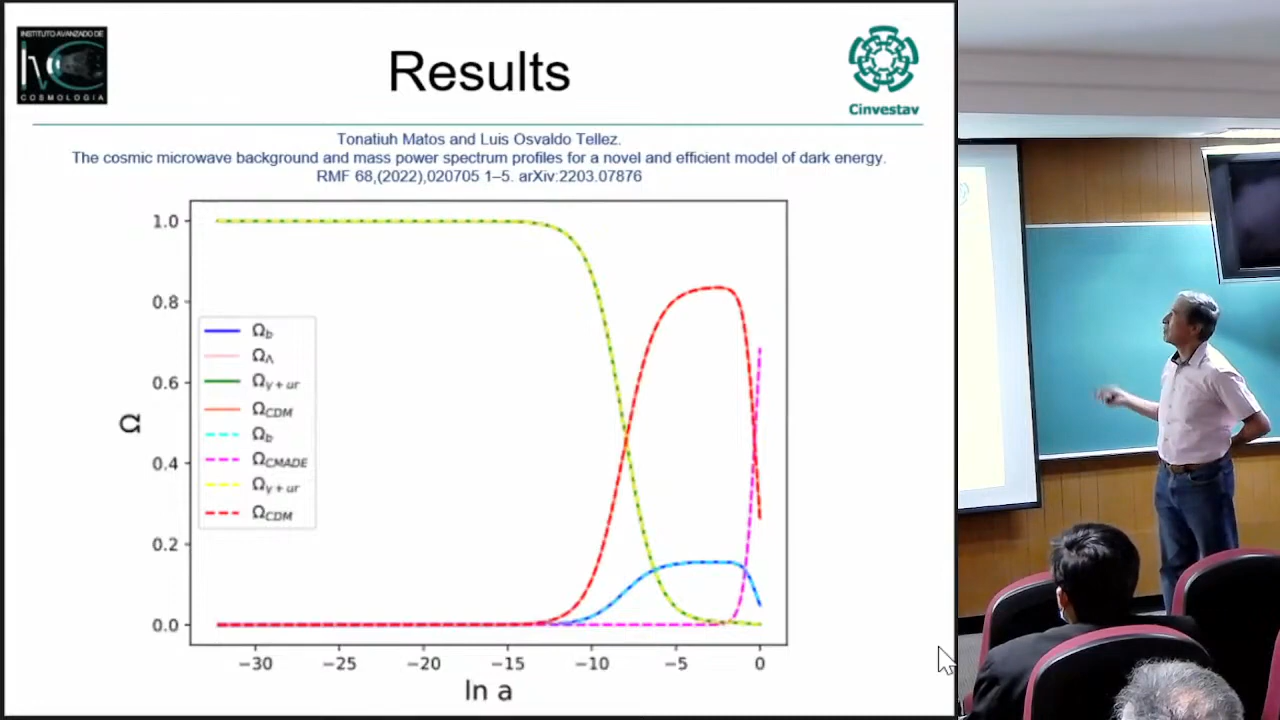 INSTITUTO AVANZADO DE
IVC
COSMOLOGIA
Results
Cinvestav
Tonatiuh Matos and Luis Osvaldo Tellez.
The cosmic microwave background and mass power spectrum profiles for a novel and efficient model of dark energy.
RMF 68,(2022),020705 1–5. arXiv:2203.07876
1.0
0.8
0.6
0.4
0.2
0.0
Ω
Ω_b
Ω_Λ
Ω_γ+ur
Ω_CDM
Ω_b
Ω_CMADE
Ω_γ+ur
Ω_CDM
−30 −25 −20 −15 −10 −5 0
ln a